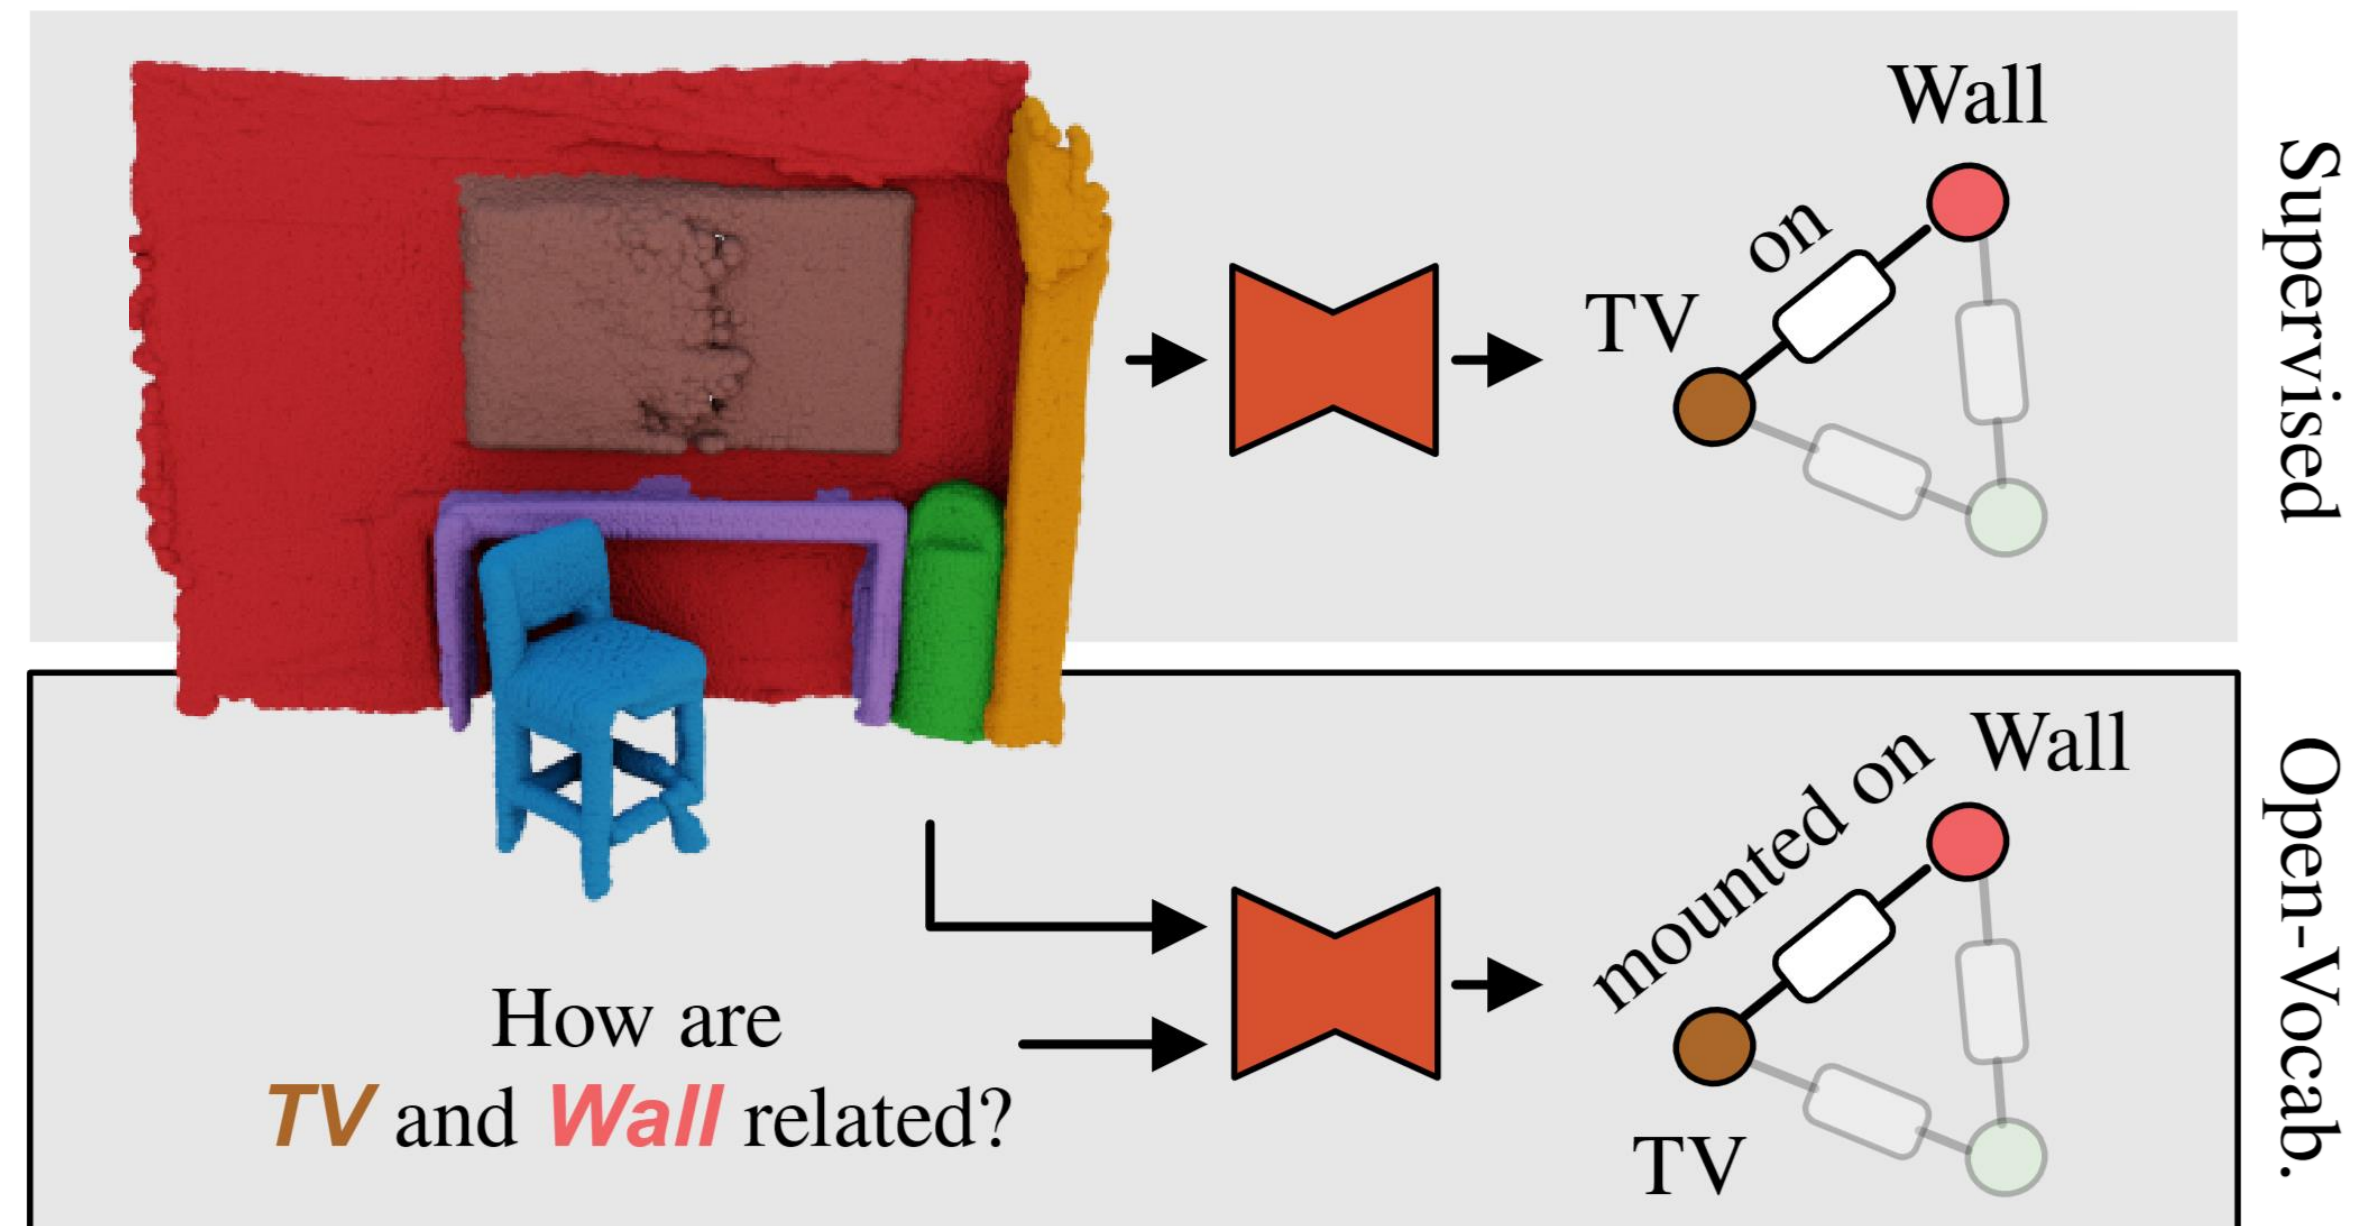 Wall
on
TV
Supervised
Wall
mounted on
How are
TV and Wall related?
TV
Open-Vocab.